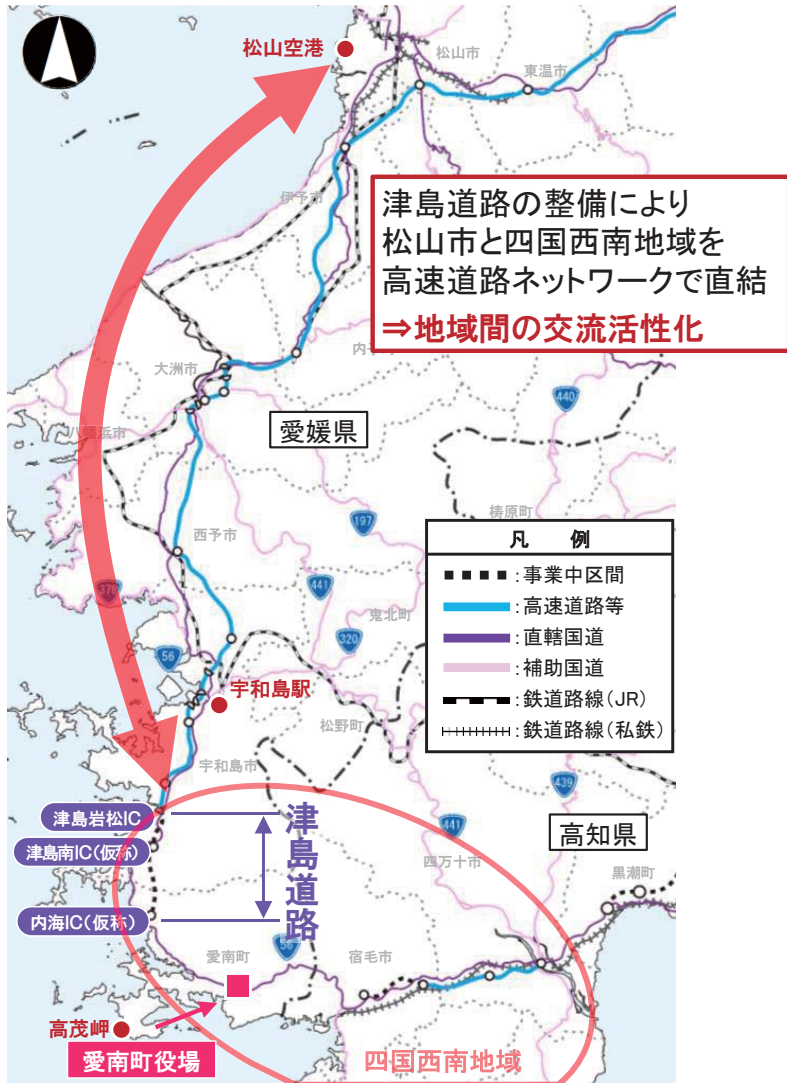 松山空港
松山市
東温市
伊予市
津島道路の整備により
松山市と四国西南地域を
高速道路ネットワークで直結
⇒地域間の交流活性化
大洲市
440
八幡浜市
愛媛県
梼原町
197
凡 例
:事業中区間
:高速道路等
:直轄国道
:補助国道
:鉄道路線(JR)
:鉄道路線(私鉄)
西予市
441
378
鬼北町
320
56
宇和島駅
松野町
宇和島市
439
津島岩松IC
津島南IC(仮称)
内海IC(仮称)
津島道路
441
高知県
四万十市
黒潮町
愛南町
56
宿毛市
高茂岬
愛南町役場
四国西南地域